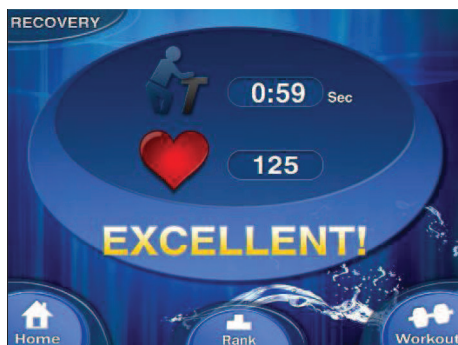 RECOVERY
0:59 Sec
125
EXCELLENT!
Home
Rank
Workout